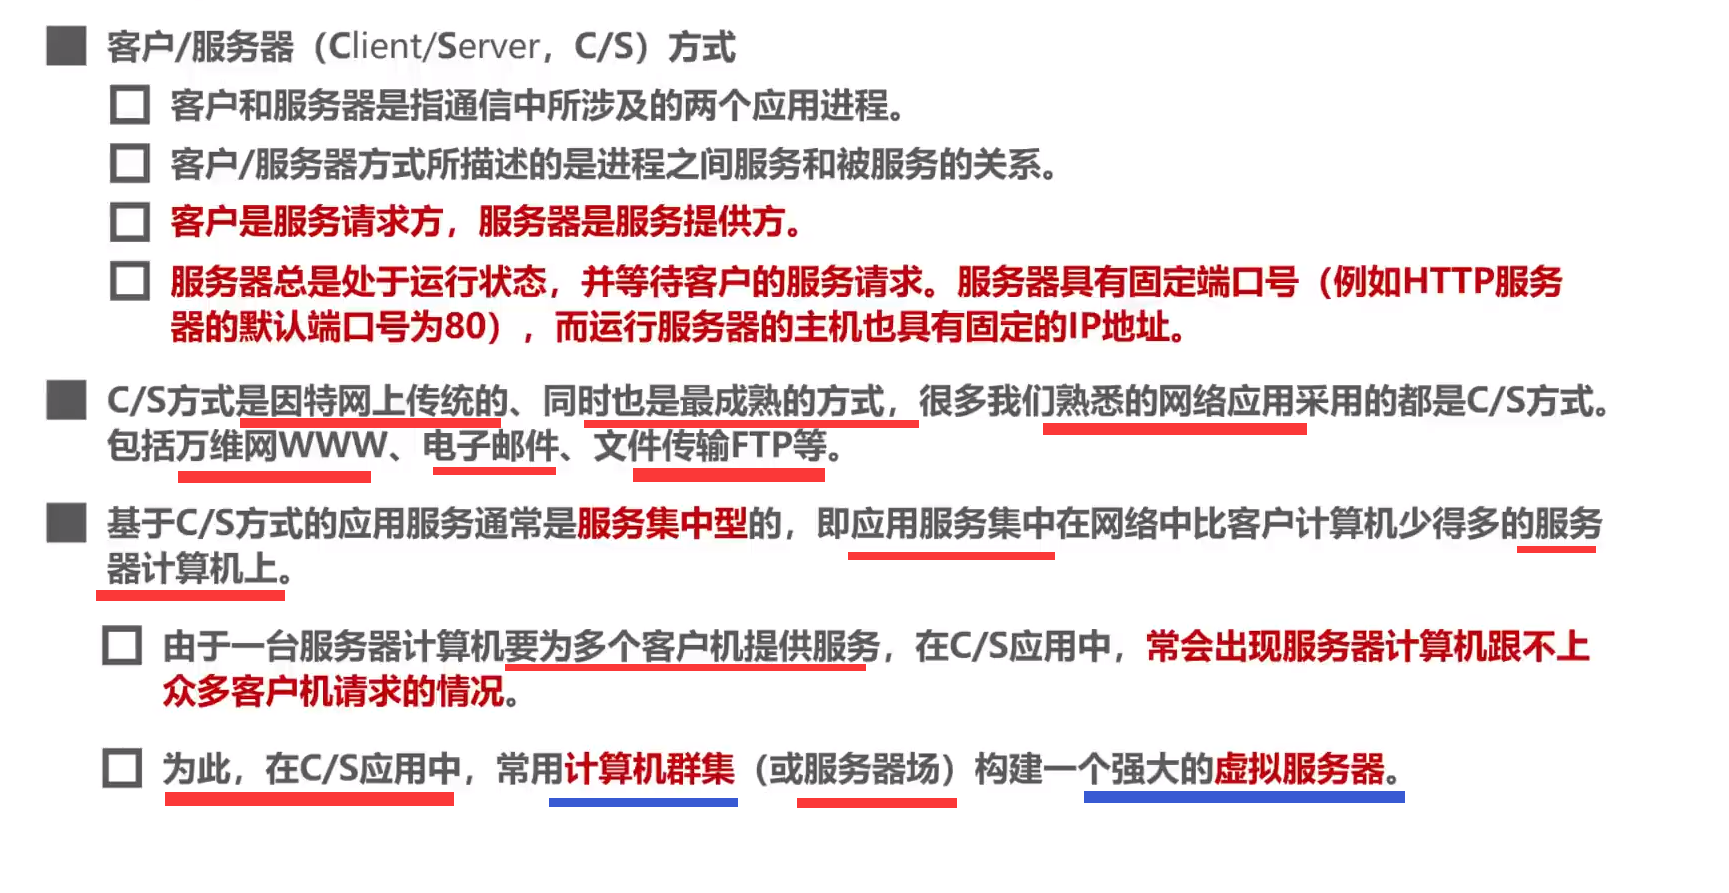 客户/服务器（Client/Server，C/S）方式
客户和服务器是指通信中所涉及的两个应用进程。
客户/服务器方式所描述的是进程之间服务和被服务的关系。
客户是服务请求方，服务器是服务提供方。
服务器总是处于运行状态，并等待客户的服务请求。服务器具有固定端口号（例如HTTP服务
器的默认端口号为80），而运行服务器的主机也具有固定的IP地址。
C/S方式是因特网上传统的、同时也是最成熟的方式，很多我们熟悉的网络应用采用的都是C/S方式。
包括万维网WWW、电子邮件、文件传输FTP等。
基于C/S方式的应用服务通常是服务集中型的，即应用服务集中在网络中比客户计算机少得多的服务
器计算机上。
由于一台服务器计算机要为多个客户机提供服务，在C/S应用中，常会出现服务器计算机跟不上
众多客户机请求的情况。
为此，在C/S应用中，常用计算机群集（或服务器场）构建一个强大的虚拟服务器。